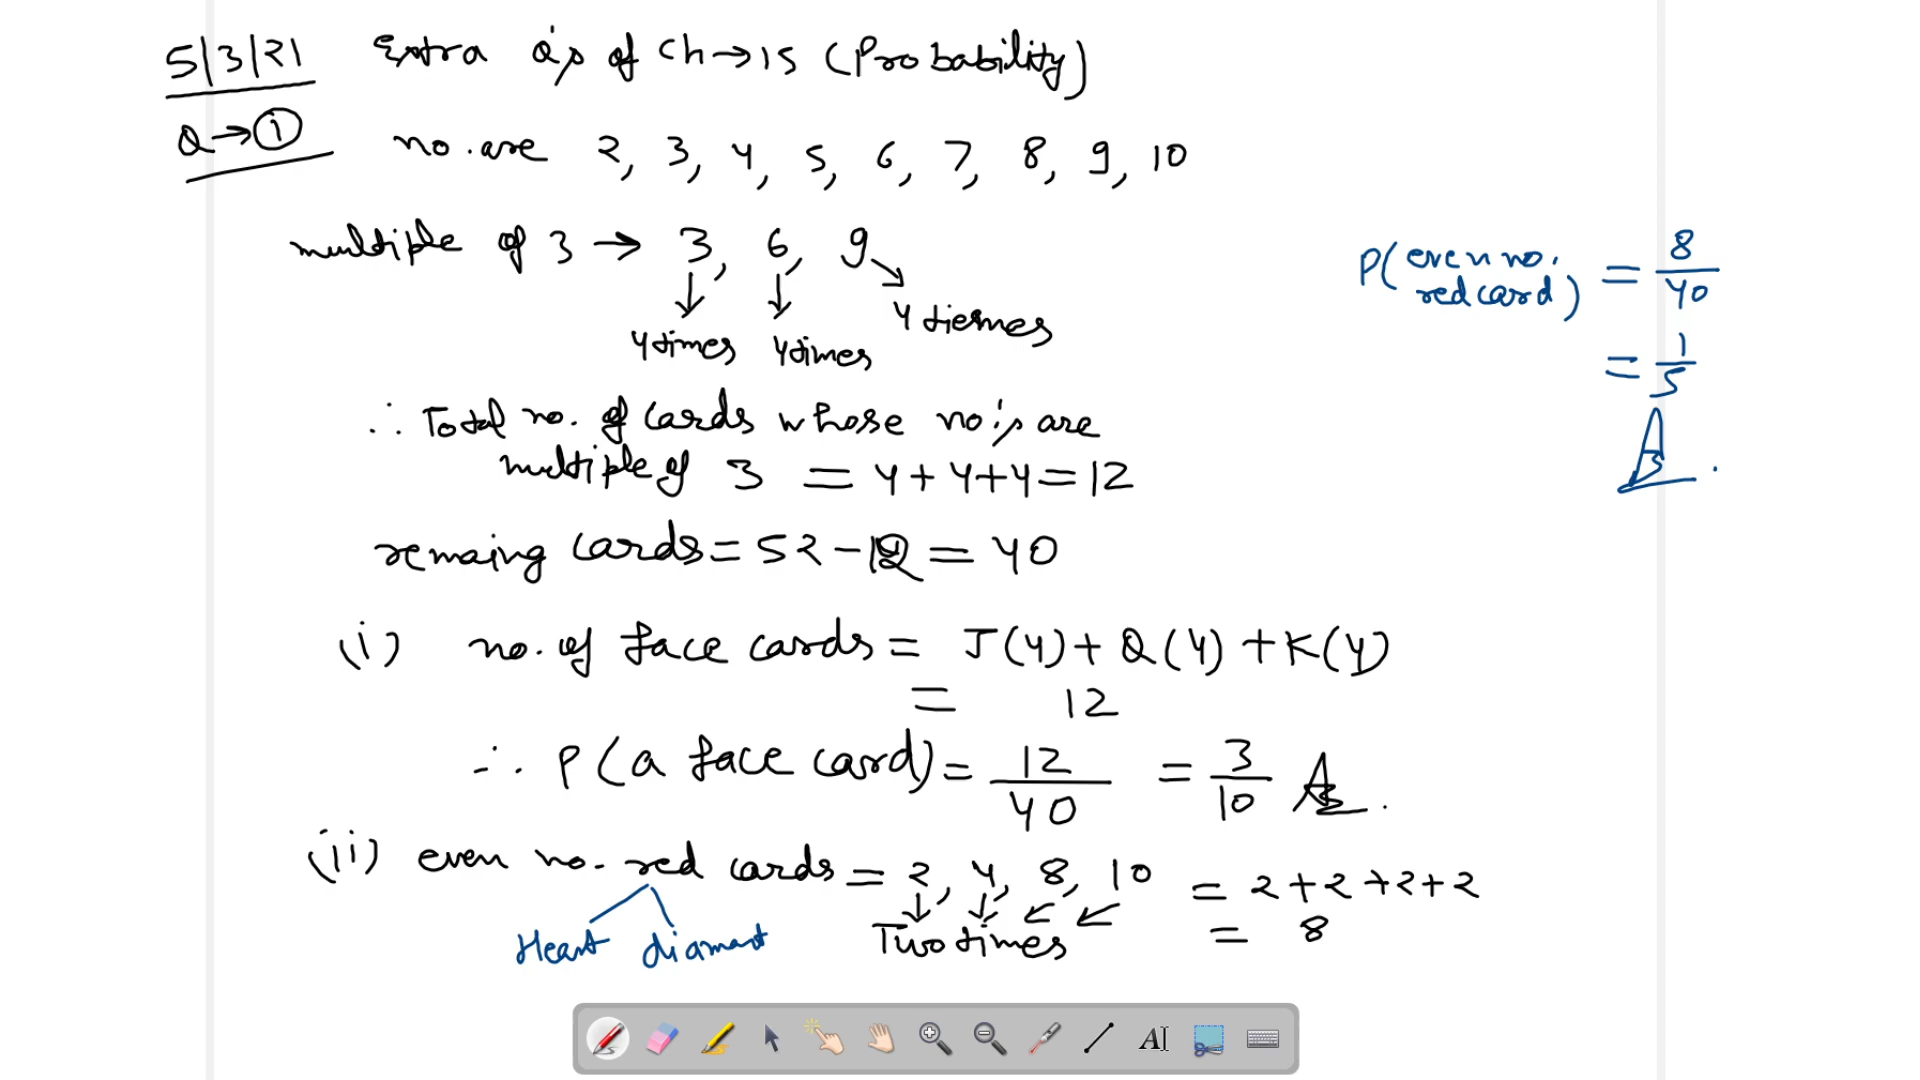 5/3/21 Extra Q's of Ch→15 (Probability)
Q→① no. are 2, 3, 4, 5, 6, 7, 8, 9, 10
multiple of 3 → 3, 6, 9
4 times 4 times 4 tiemes
∴ Total no. of cards whose no's are
multiple of 3 = 4 + 4 + 4 = 12
remaing cards = 52 - 12 = 40
(i) no. of face cards = J(4) + Q(4) + K(4)
= 12
∴ P(a face card) = 12/40 = 3/10 Ans.
(ii) even no. red cards = 2, 4, 8, 10 = 2+2+2+2
Heart diamant Two times = 8
P(even no. red card) = 8/40
= 1/5
Ans.
AI